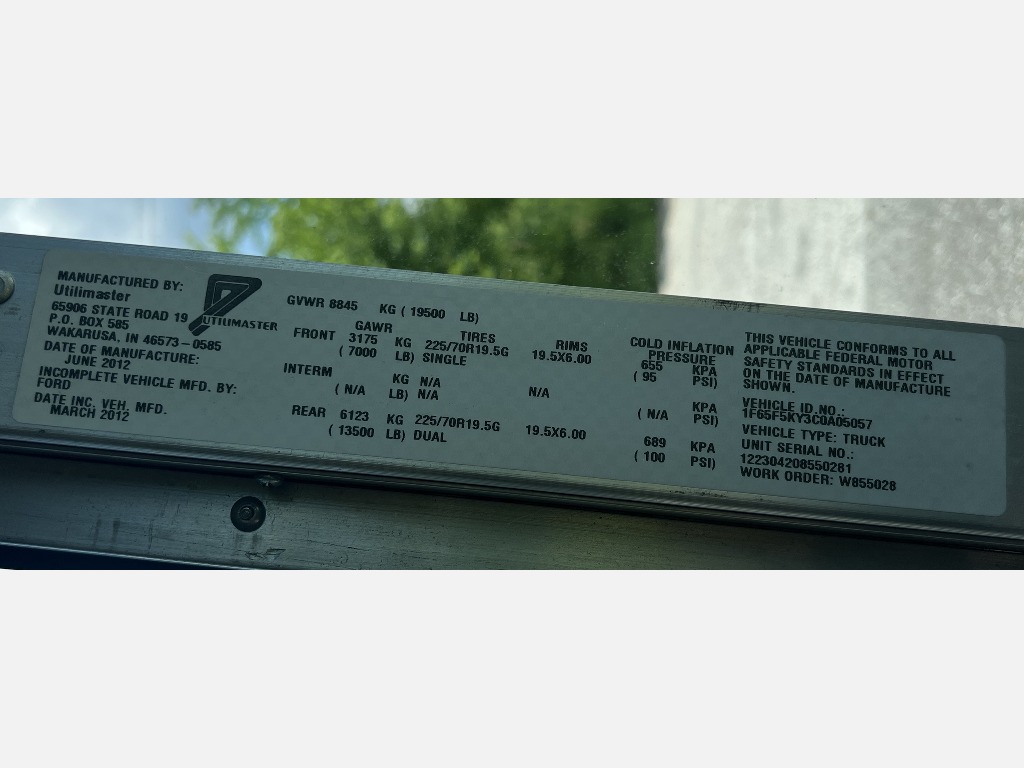 MANUFACTURED BY:
Utilimaster
65906 STATE ROAD 19
P.O. BOX 585
WAKARUSA, IN 46573-0585
DATE OF MANUFACTURE:
JUNE 2012
INCOMPLETE VEHICLE MFD. BY:
FORD
DATE INC. VEH. MFD.
MARCH 2012
UTILIMASTER
GVWR 8845 KG ( 19500 LB)
GAWR TIRES RIMS COLD INFLATION PRESSURE
FRONT 3175 KG 225/70R19.5G 19.5X6.00 655 KPA
( 7000 LB) SINGLE ( 95 PSI)
INTERM KG N/A N/A KPA
( N/A LB) N/A ( N/A PSI)
REAR 6123 KG 225/70R19.5G 19.5X6.00 689 KPA
( 13500 LB) DUAL ( 100 PSI)
THIS VEHICLE CONFORMS TO ALL
APPLICABLE FEDERAL MOTOR
SAFETY STANDARDS IN EFFECT
ON THE DATE OF MANUFACTURE
SHOWN.
VEHICLE ID.NO.:
1F65F5KY3C0A05057
VEHICLE TYPE: TRUCK
UNIT SERIAL NO.:
122304208550281
WORK ORDER: W855028